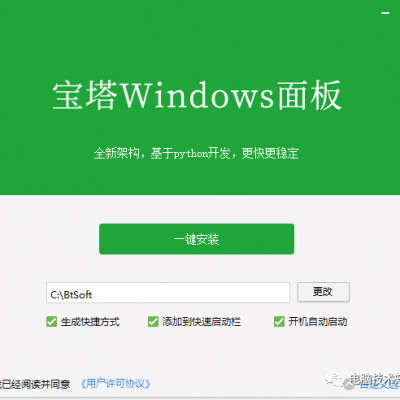 宝塔Windows面板
全新架构，基于python开发，更快更稳定
一键安装
C:\BtSoft
更改
生成快捷方式 添加到快速启动栏 开机自动启动
已经阅读并同意 《用户许可协议》 电脑技术